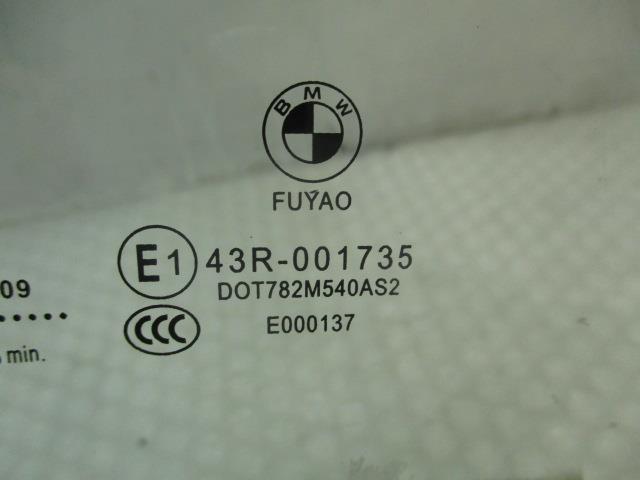 BMW
FUYAO
E1 43R-001735
DOT782M540AS2
09
CCC E000137
min.